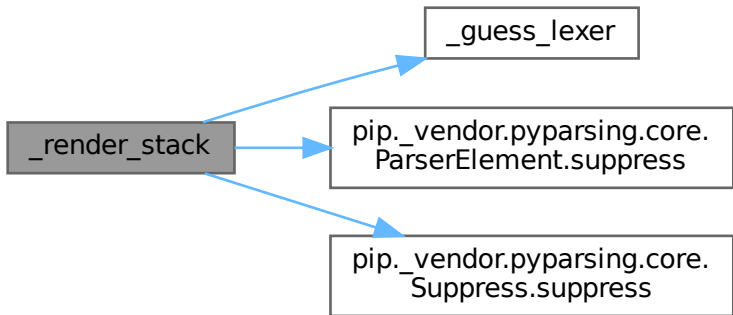 _guess_lexer
_render_stack
pip._vendor.pyparsing.core.
ParserElement.suppress
pip._vendor.pyparsing.core.
Suppress.suppress